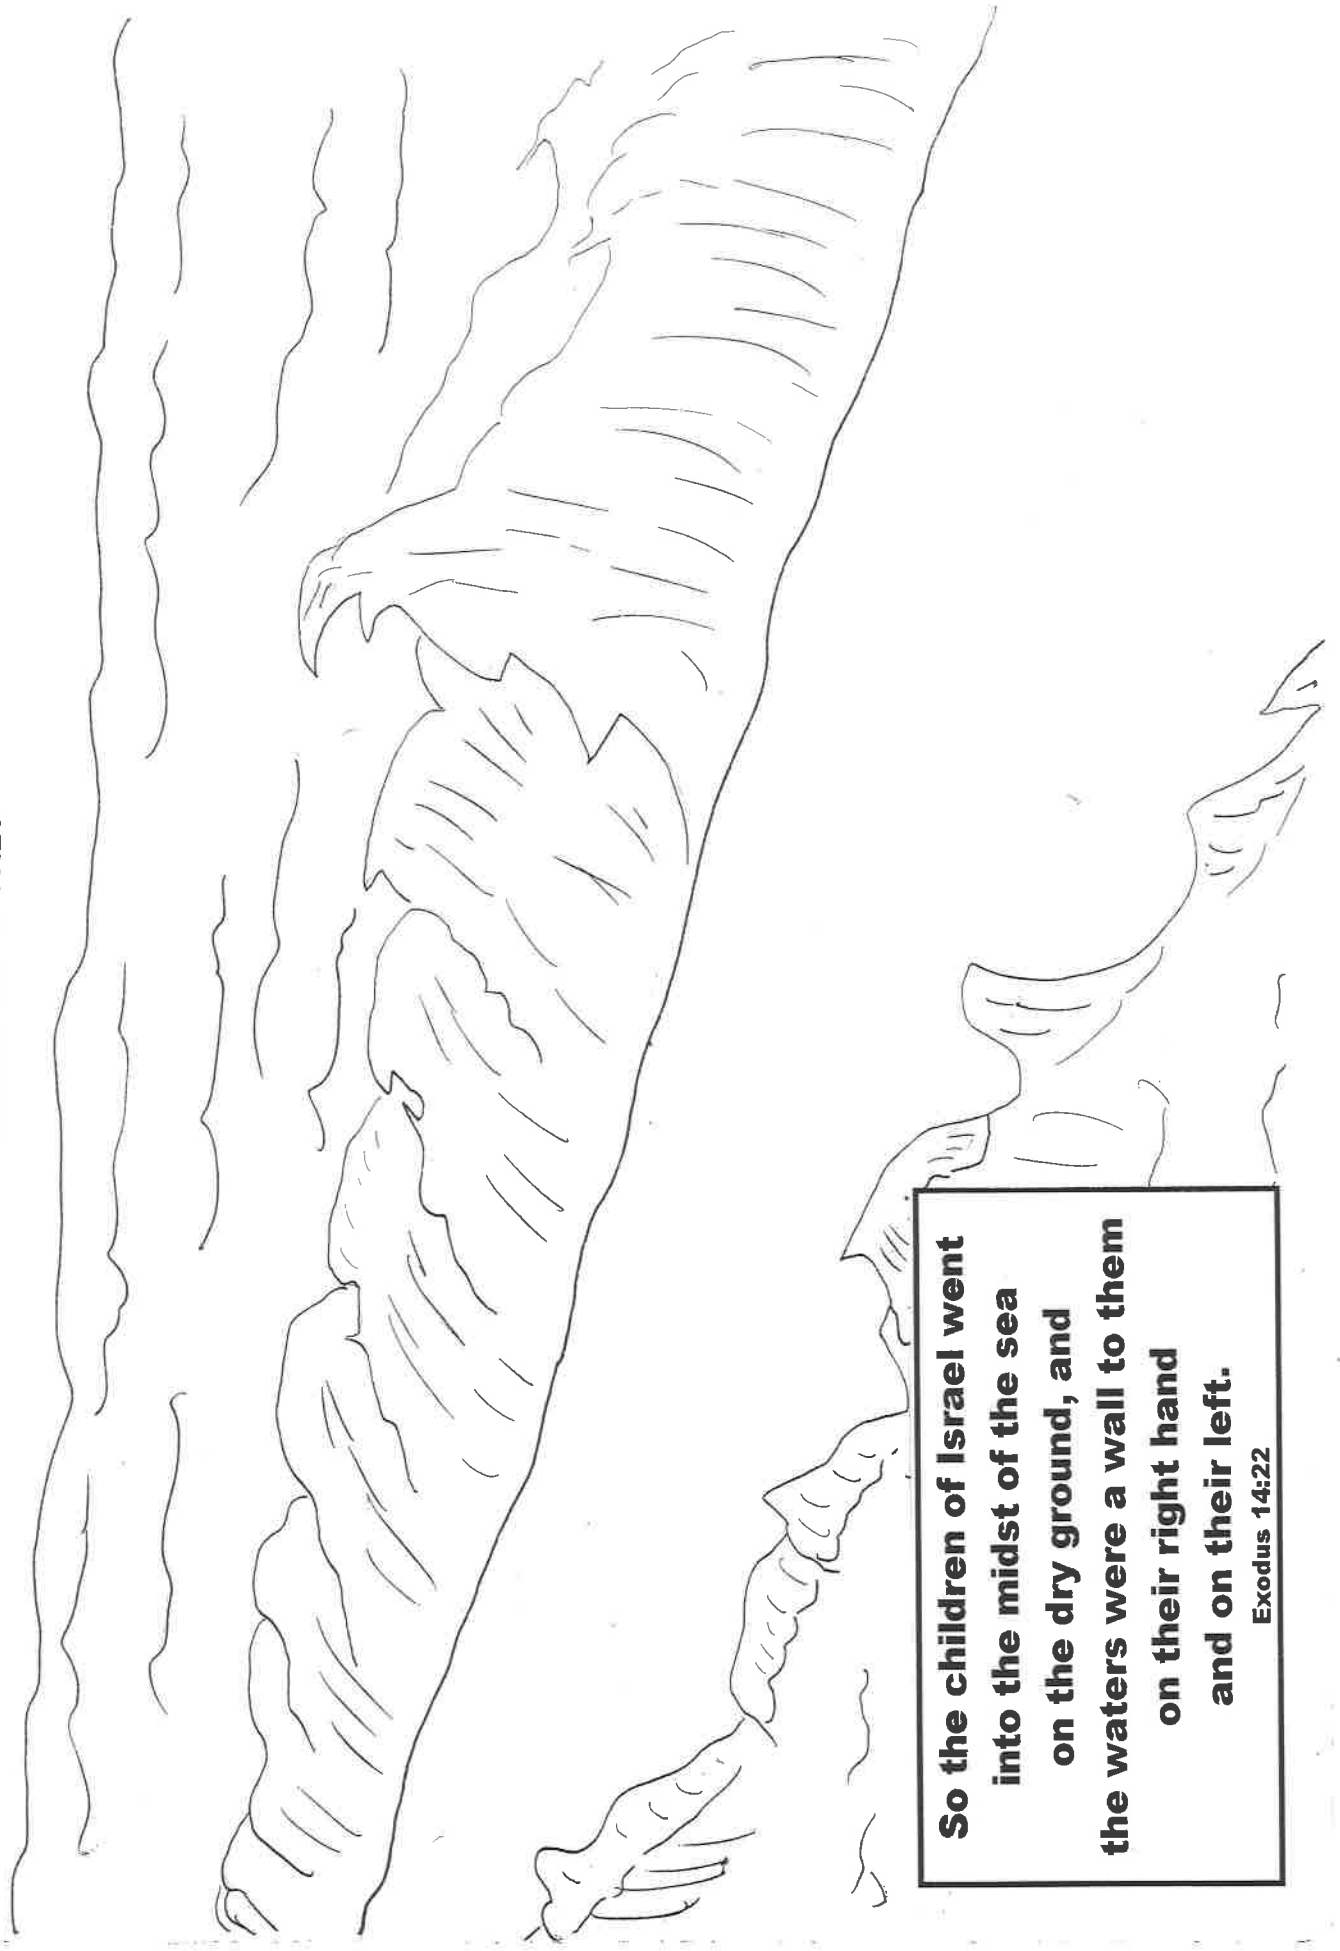 So the children of Israel went
into the midst of the sea
on the dry ground, and
the waters were a wall to them
on their right hand
and on their left.
Exodus 14:22